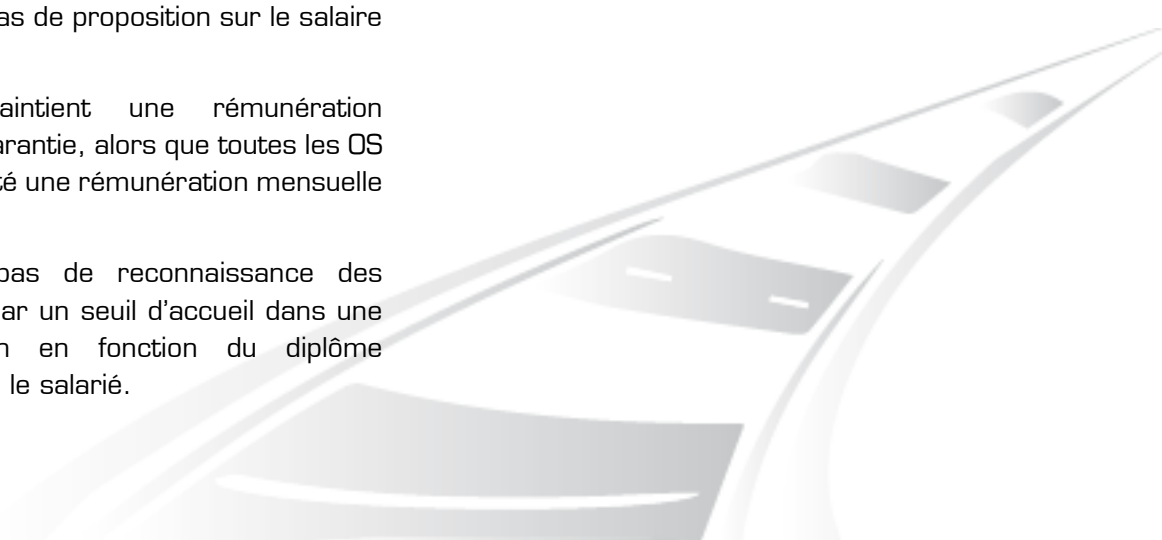 as de proposition sur le salaire
aintient une rémunération
arantie, alors que toutes les OS
té une rémunération mensuelle
pas de reconnaissance des
ar un seuil d'accueil dans une
n en fonction du diplôme
le salarié.